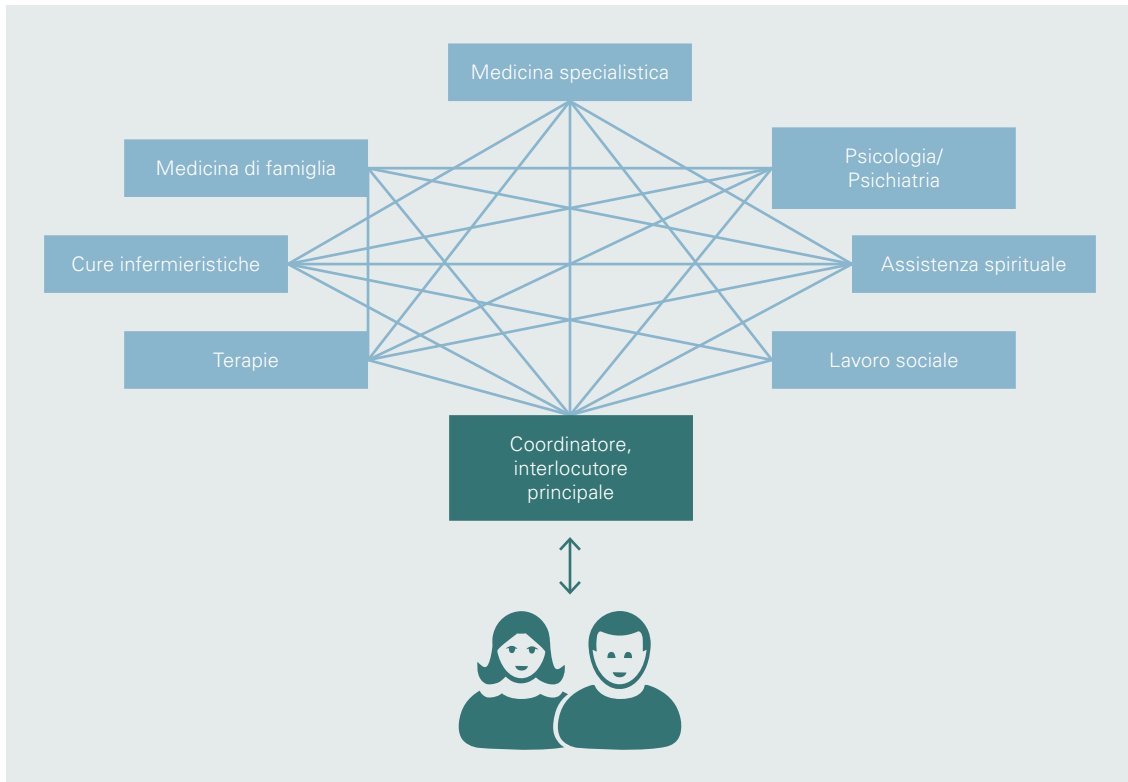 Medicina specialistica
Medicina di famiglia
Psicologia/
Psichiatria
Cure infermieristiche
Assistenza spirituale
Terapie
Lavoro sociale
Coordinatore,
interlocutore
principale